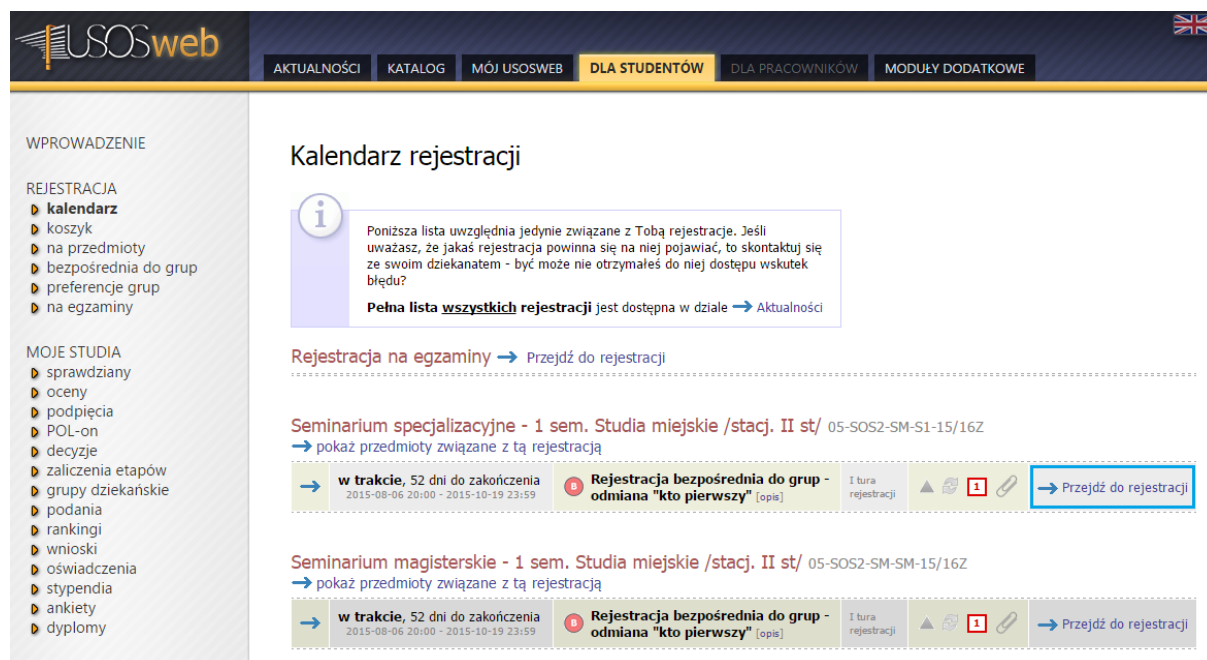 USOSweb
AKTUALNOŚCI KATALOG MÓJ USOSWEB DLA STUDENTÓW DLA PRACOWNIKÓW MODUŁY DODATKOWE
WPROWADZENIE
REJESTRACJA
kalendarz
koszyk
na przedmioty
bezpośrednia do grup
preferencje grup
na egzaminy
MOJE STUDIA
sprawdziany
oceny
podpięcia
POL-on
decyzje
zaliczenia etapów
grupy dziekańskie
podania
rankingi
wnioski
oświadczenia
stypendia
ankiety
dyplomy
Kalendarz rejestracji
i
Poniższa lista uwzględnia jedynie związane z Tobą rejestracje. Jeśli
uważasz, że jakaś rejestracja powinna się na niej pojawiać, to skontaktuj się
ze swoim dziekanatem - być może nie otrzymałeś do niej dostępu wskutek
błędu?
Pełna lista wszystkich rejestracji jest dostępna w dziale → Aktualności
Rejestracja na egzaminy → Przejdź do rejestracji
Seminarium specjalizacyjne - 1 sem. Studia miejskie /stacj. II st/ 05-SOS2-SM-S1-15/16Z
→ pokaż przedmioty związane z tą rejestracją
→ w trakcie, 52 dni do zakończenia
2015-08-06 20:00 - 2015-10-19 23:59
B Rejestracja bezpośrednia do grup -
odmiana "kto pierwszy" [opis]
I tura
rejestracji
1
→ Przejdź do rejestracji
Seminarium magisterskie - 1 sem. Studia miejskie /stacj. II st/ 05-SOS2-SM-SM-15/16Z
→ pokaż przedmioty związane z tą rejestracją
→ w trakcie, 52 dni do zakończenia
2015-08-06 20:00 - 2015-10-19 23:59
B Rejestracja bezpośrednia do grup -
odmiana "kto pierwszy" [opis]
I tura
rejestracji
1
→ Przejdź do rejestracji